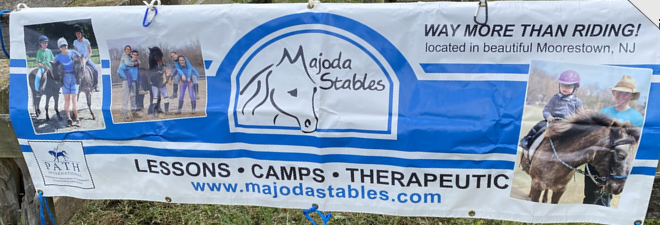 WAY MORE THAN RIDING!
located in beautiful Moorestown, NJ
Majoda
Stables
PATH
INTERNATIONAL
LESSONS • CAMPS • THERAPEUTIC
www.majodastables.com